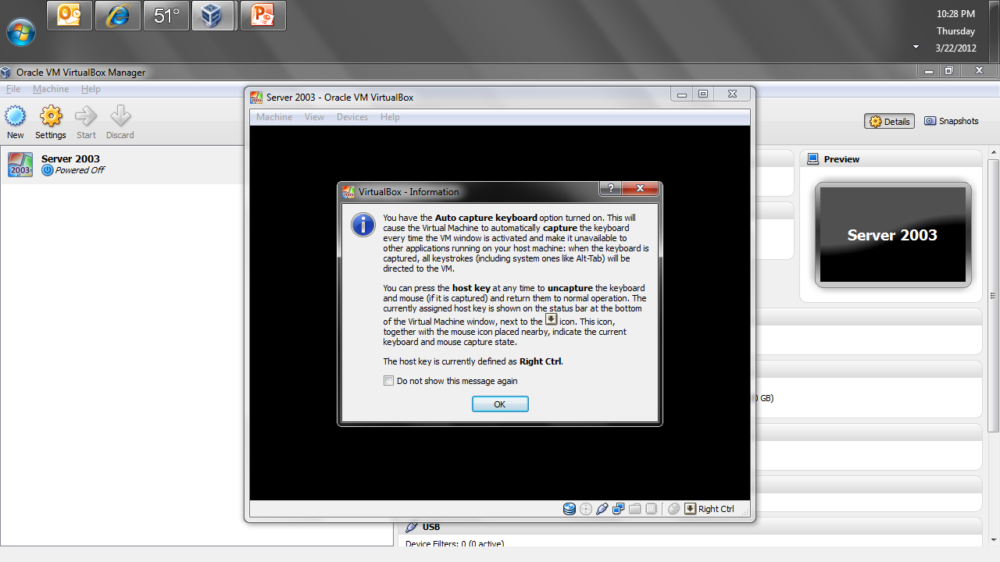 51°
10:28 PM
Thursday
3/22/2012
Oracle VM VirtualBox Manager
File Machine Help
New Settings Start Discard
Details Snapshots
Server 2003
Powered Off
Server 2003 - Oracle VM VirtualBox
Machine View Devices Help
VirtualBox - Information
You have the Auto capture keyboard option turned on. This will
cause the Virtual Machine to automatically capture the keyboard
every time the VM window is activated and make it unavailable to
other applications running on your host machine: when the keyboard is
captured, all keystrokes (including system ones like Alt-Tab) will be
directed to the VM.
You can press the host key at any time to uncapture the keyboard
and mouse (if it is captured) and return them to normal operation. The
currently assigned host key is shown on the status bar at the bottom
of the Virtual Machine window, next to the icon. This icon,
together with the mouse icon placed nearby, indicate the current
keyboard and mouse capture state.
The host key is currently defined as Right Ctrl.
Do not show this message again
OK
Right Ctrl
Preview
Server 2003
0 GB)
USB
Device Filters: 0 (0 active)